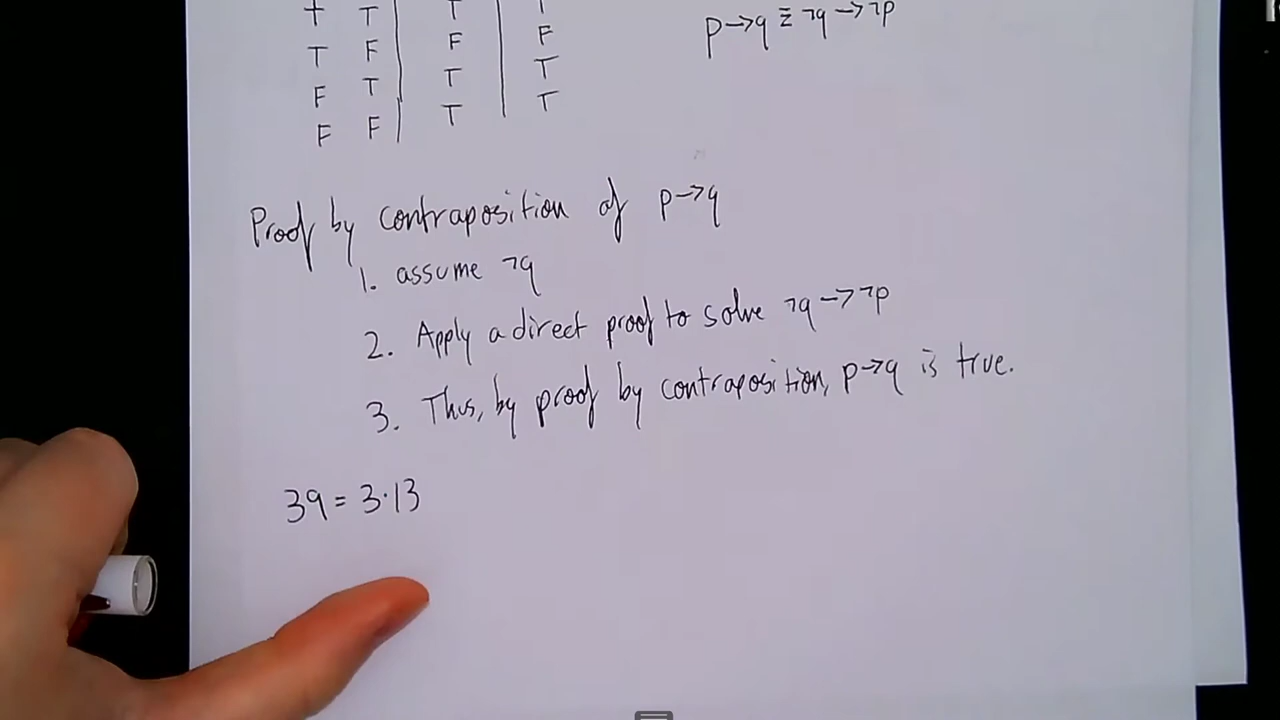 T T T T
p→q ≡ ¬q→¬p
T F F F
F T T T
F F T T
Proof by contraposition of p→q
1. assume ¬q
2. Apply a direct proof to solve ¬q→¬p
3. Thus, by proof by contraposition, p→q is true.
39 = 3·13